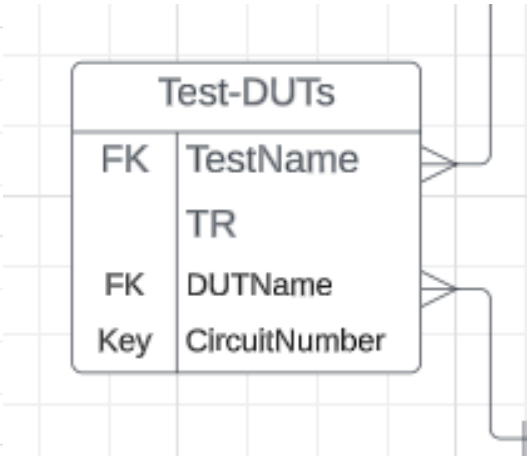 Test-DUTs
FK TestName
TR
FK DUTName
Key CircuitNumber